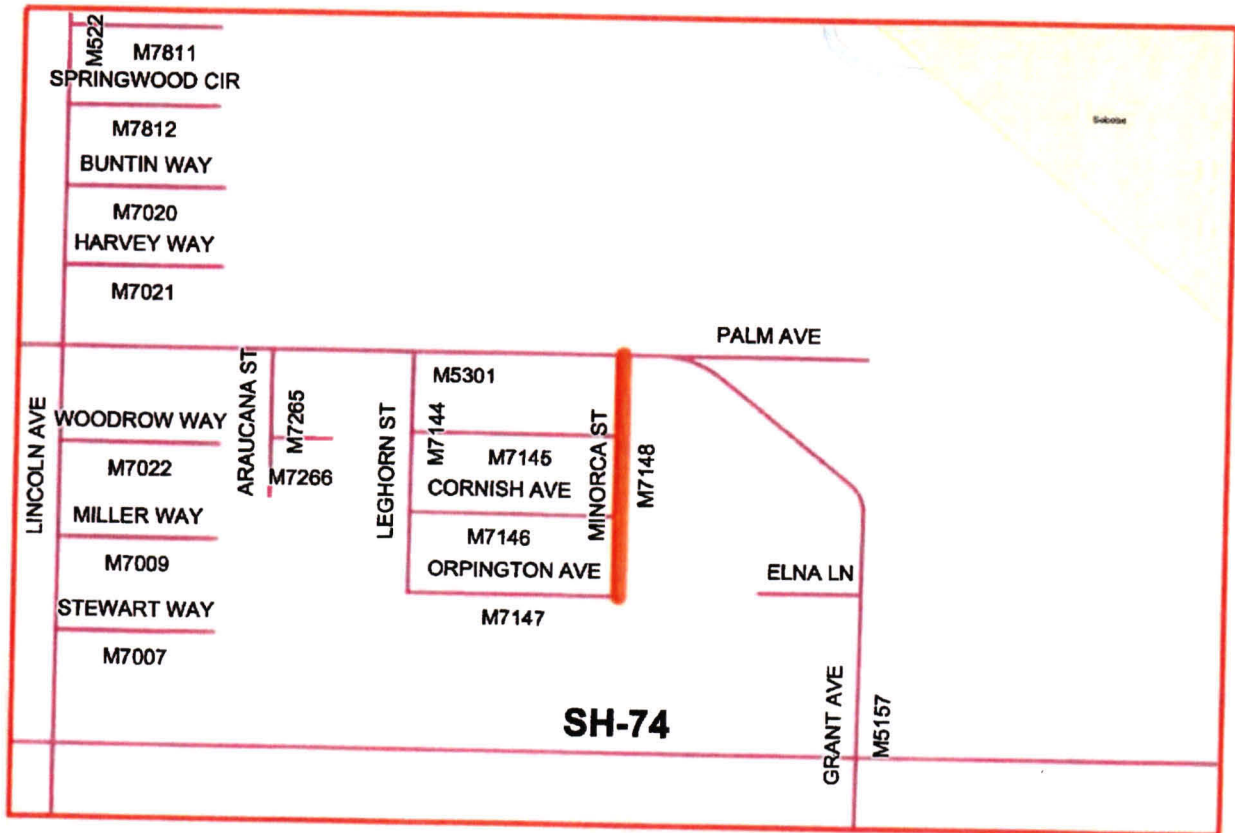 M522
M7811
SPRINGWOOD CIR
M7812
BUNTIN WAY
M7020
HARVEY WAY
M7021
PALM AVE
M5301
LINCOLN AVE
WOODROW WAY
M7022
MILLER WAY
M7009
STEWART WAY
M7007
ARAUCANA ST
M7265
M7266
LEGHORN ST
M7144
M7145
CORNISH AVE
M7146
ORPINGTON AVE
M7147
MINORCA ST
M7148
ELNA LN
GRANT AVE
M5157
SH-74